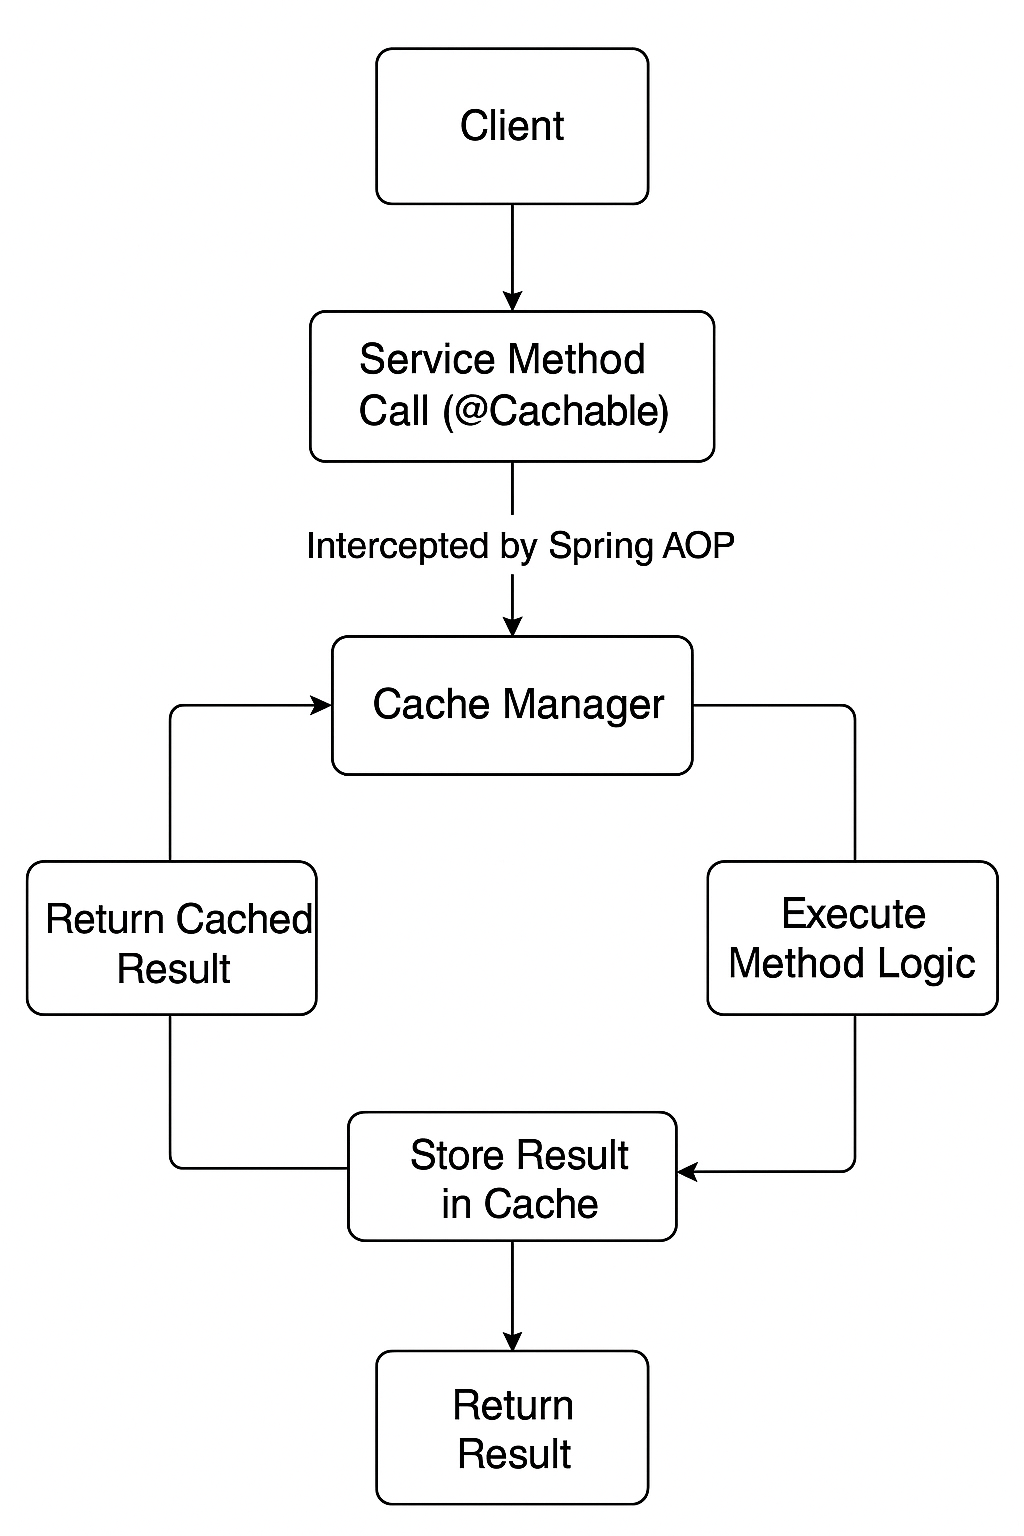 Client
Service Method
Call (@Cachable)
Intercepted by Spring AOP
Cache Manager
Return Cached
Result
Execute
Method Logic
Store Result
in Cache
Return
Result